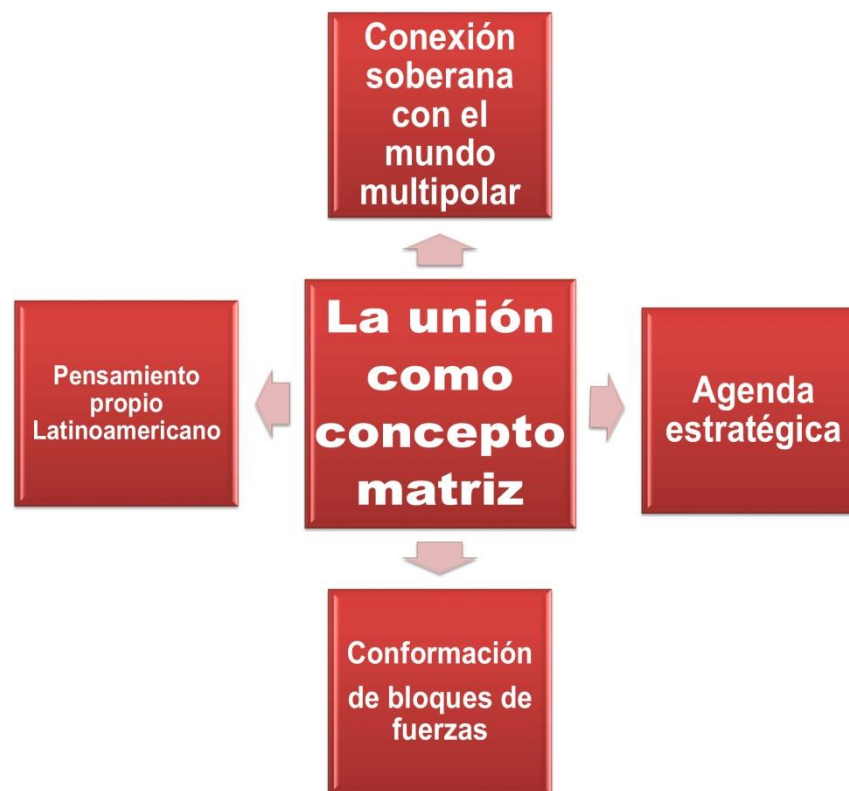 Conexión
soberana
con el
mundo
multipolar
Pensamiento
propio
Latinoamericano
La unión
como
concepto
matriz
Agenda
estratégica
Conformación
de bloques de
fuerzas